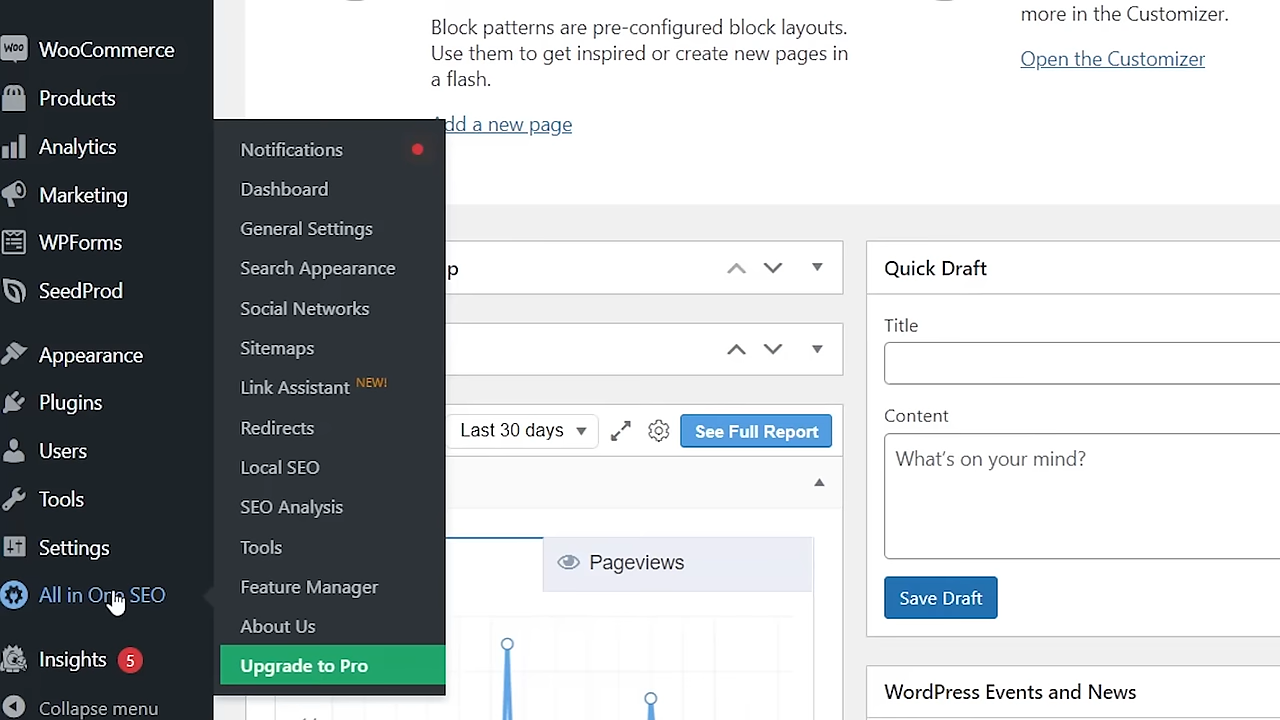 WooCommerce
Products
Analytics
Marketing
WPForms
SeedProd
Appearance
Plugins
Users
Tools
Settings
All in One SEO
Insights 5
Collapse menu
Notifications
Dashboard
General Settings
Search Appearance
Social Networks
Sitemaps
Link Assistant NEW!
Redirects
Local SEO
SEO Analysis
Tools
Feature Manager
About Us
Upgrade to Pro
Block patterns are pre-configured block layouts.
Use them to get inspired or create new pages in
a flash.
Add a new page
more in the Customizer.
Open the Customizer
p
Last 30 days
See Full Report
Pageviews
Quick Draft
Title
Content
What's on your mind?
Save Draft
WordPress Events and News